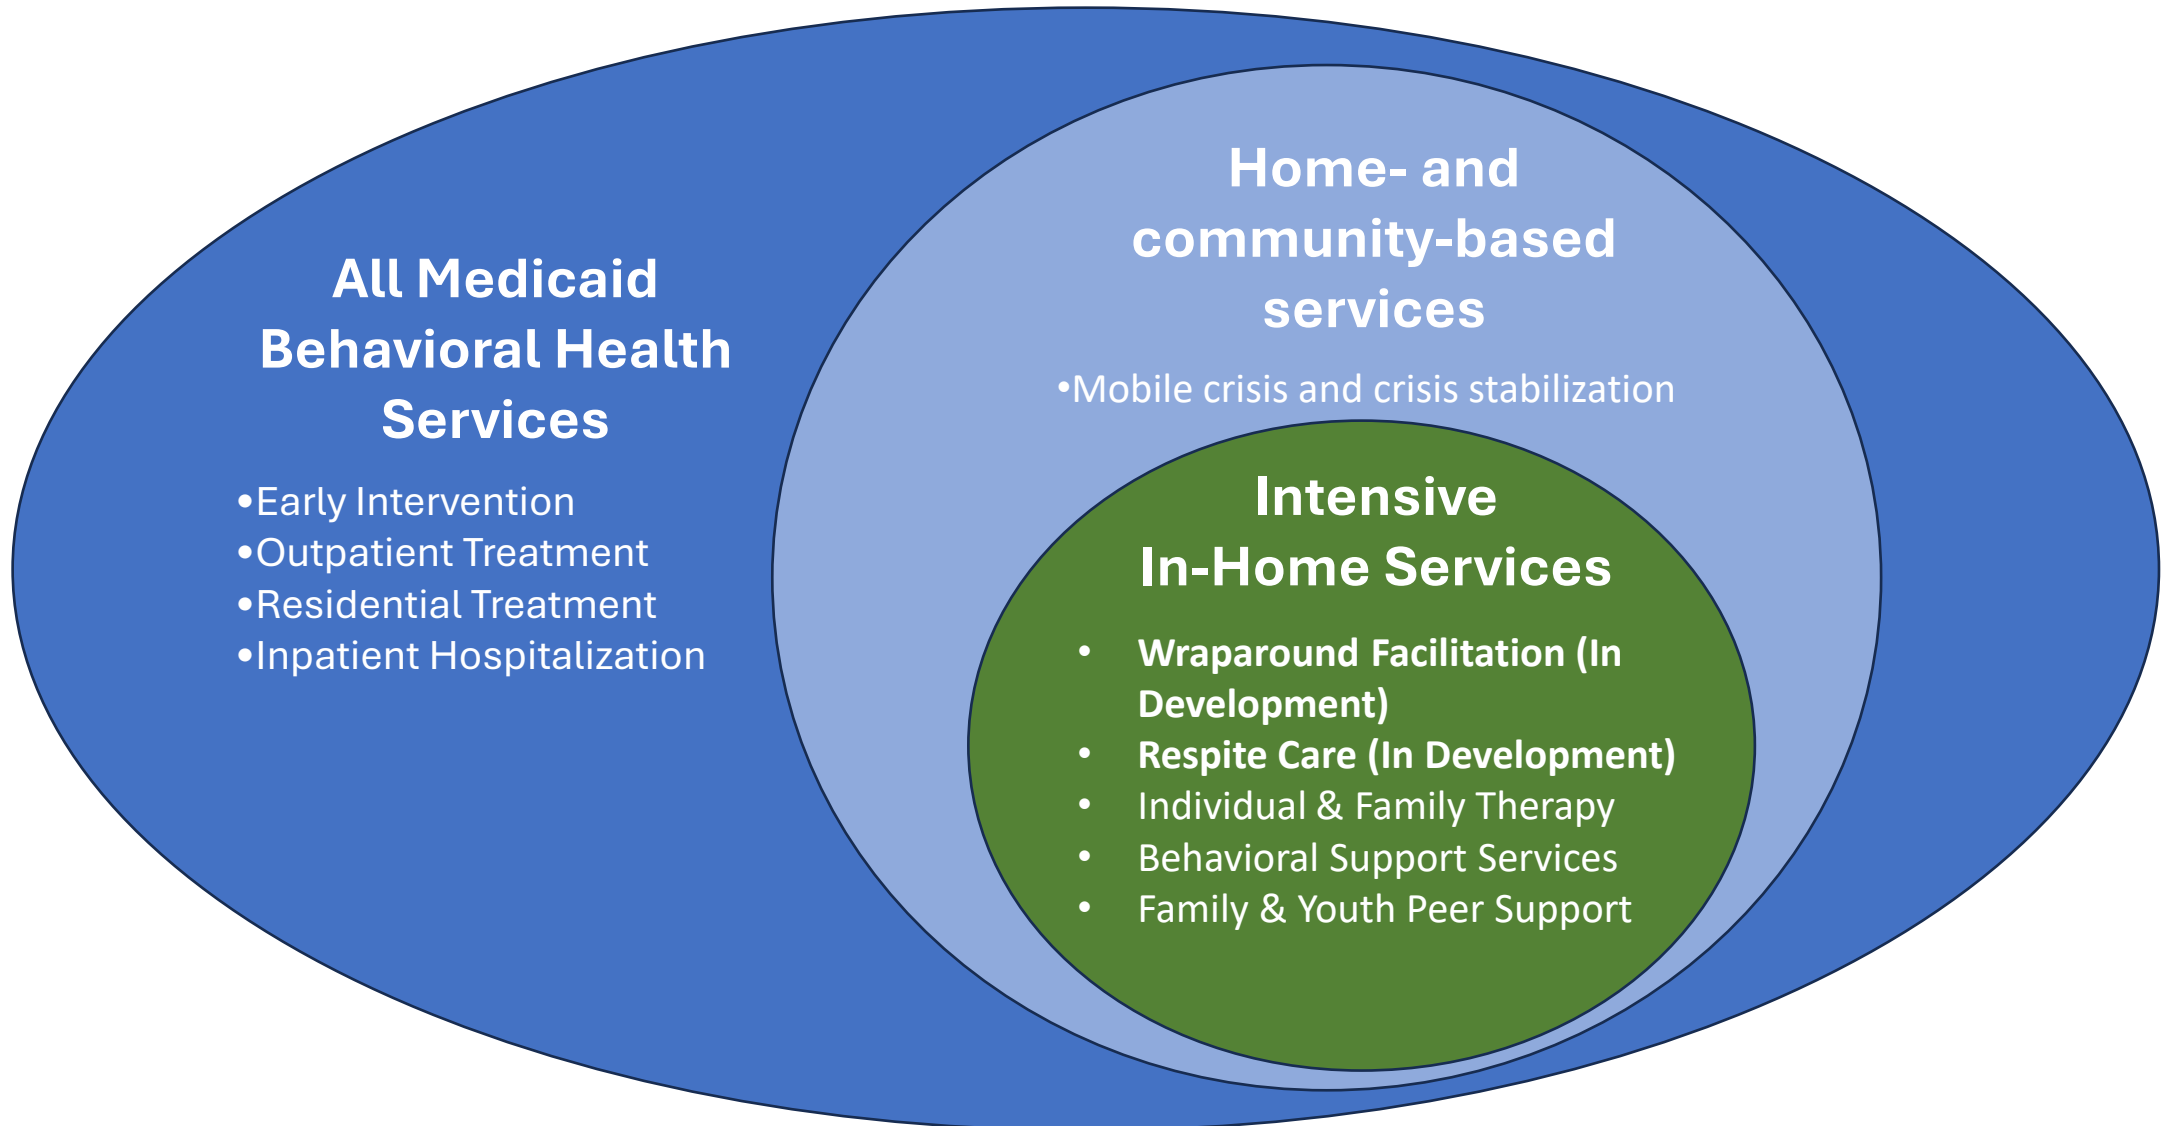 All Medicaid
Behavioral Health
Services
•Early Intervention
•Outpatient Treatment
•Residential Treatment
•Inpatient Hospitalization
Home- and
community-based
services
•Mobile crisis and crisis stabilization
Intensive
In-Home Services
• Wraparound Facilitation (In
Development)
• Respite Care (In Development)
• Individual & Family Therapy
• Behavioral Support Services
• Family & Youth Peer Support